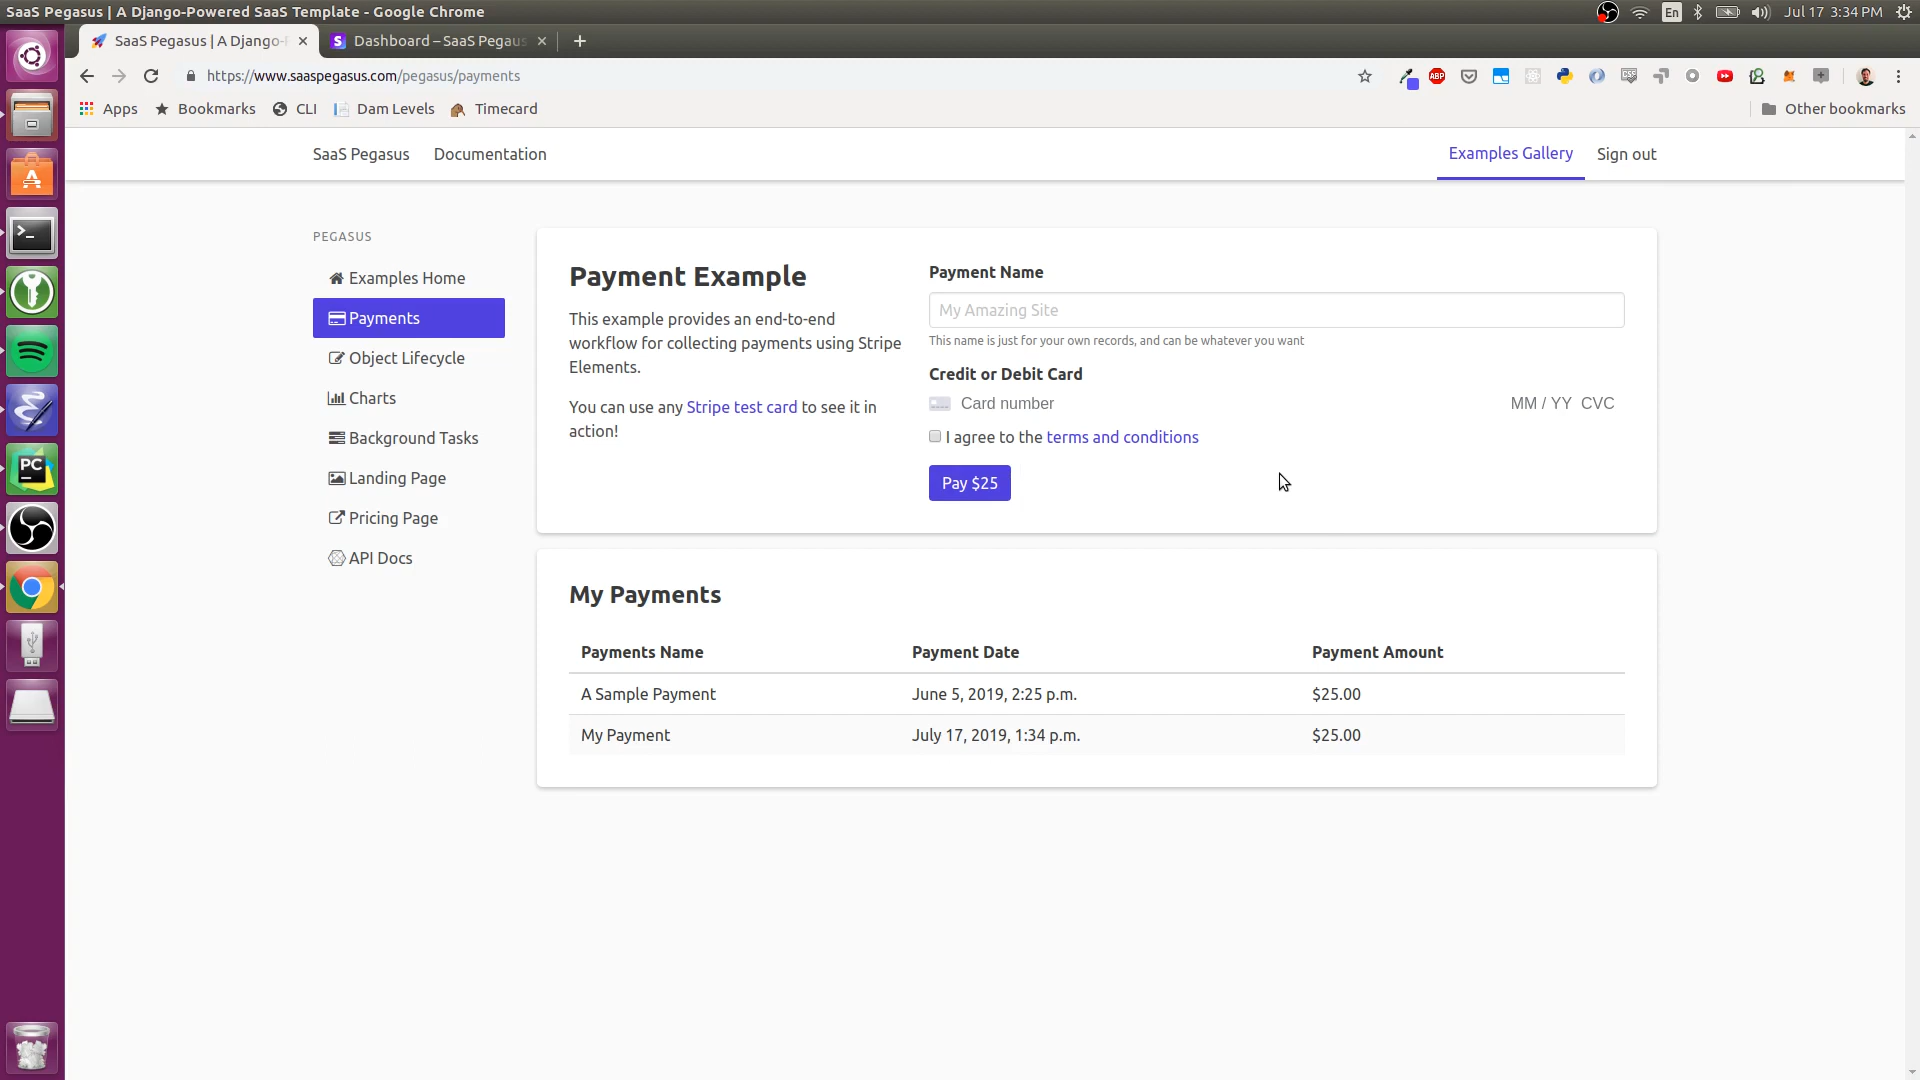 SaaS Pegasus | A Django-Powered SaaS Template - Google Chrome
En
Jul 17 3:34 PM
SaaS Pegasus | A Django-
Dashboard – SaaS Pegasus
https://www.saaspegasus.com/pegasus/payments
ABP
CSS
Apps
Bookmarks
CLI
Dam Levels
Timecard
Other bookmarks
SaaS Pegasus
Documentation
Examples Gallery
Sign out
PEGASUS
Examples Home
Payments
Object Lifecycle
Charts
Background Tasks
Landing Page
Pricing Page
API Docs
Payment Example
This example provides an end-to-end
workflow for collecting payments using Stripe
Elements.
You can use any Stripe test card to see it in
action!
Payment Name
My Amazing Site
This name is just for your own records, and can be whatever you want
Credit or Debit Card
Card number
MM / YY CVC
I agree to the terms and conditions
Pay $25
My Payments
Payments Name
Payment Date
Payment Amount
A Sample Payment
June 5, 2019, 2:25 p.m.
$25.00
My Payment
July 17, 2019, 1:34 p.m.
$25.00
PC